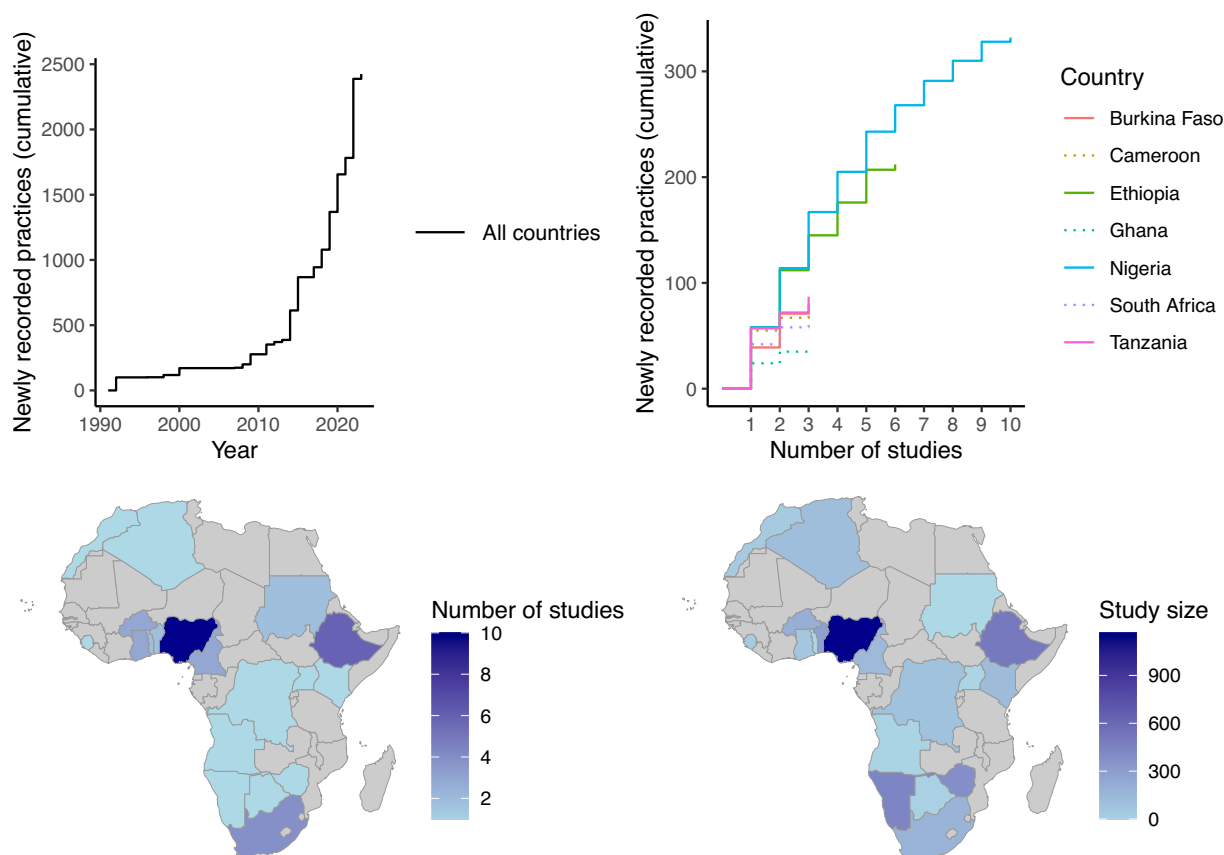 Newly recorded practices (cumulative)
2500
2000
1500
1000
500
0
1990
2000
2010
2020
Year
All countries
Newly recorded practices (cumulative)
300
200
100
0
1
2
3
4
5
6
7
8
9
10
Number of studies
Country
Burkina Faso
Cameroon
Ethiopia
Ghana
Nigeria
South Africa
Tanzania
Number of studies
10
8
6
4
2
Study size
900
600
300
0